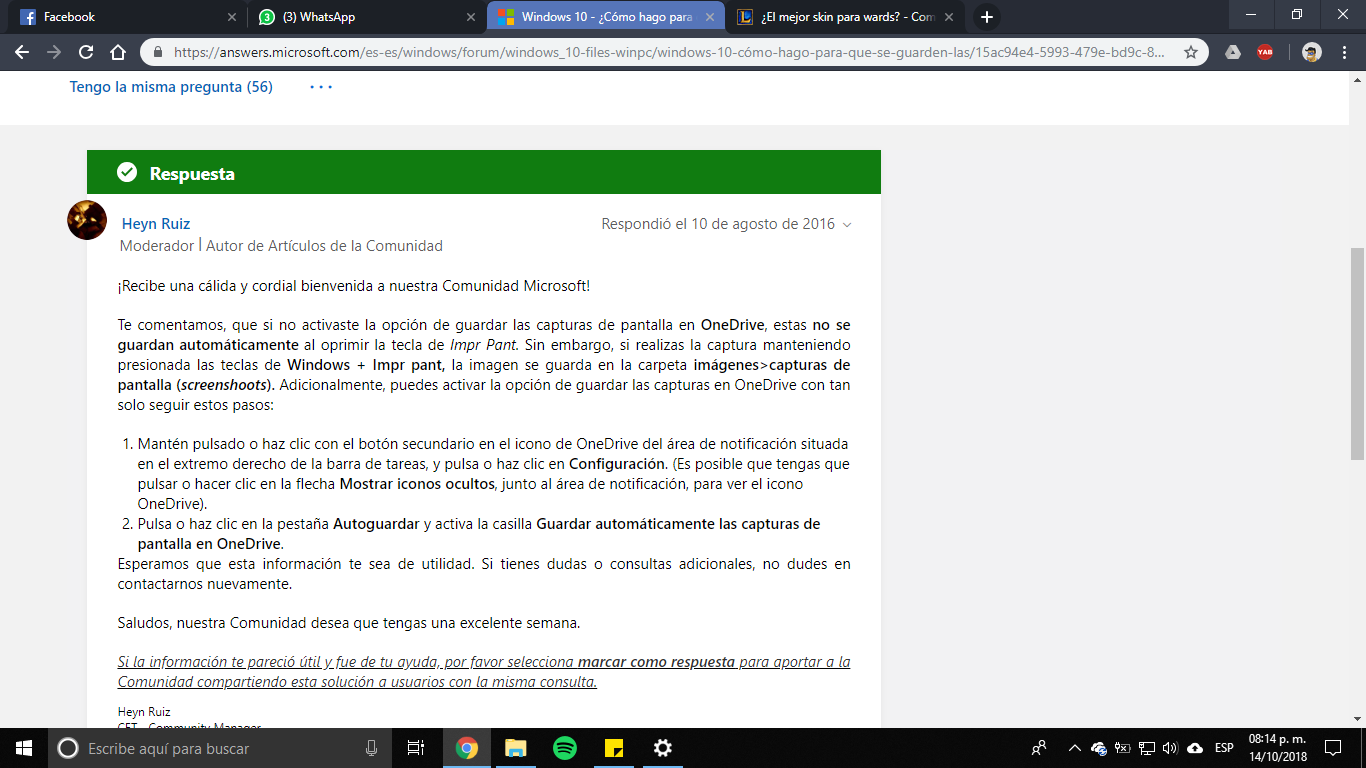 Facebook
3
(3) WhatsApp
Windows 10 - ¿Cómo hago para
¿El mejor skin para wards? - Com
https://answers.microsoft.com/es-es/windows/forum/windows_10-files-winpc/windows-10-cómo-hago-para-que-se-guarden-las/15ac94e4-5993-479e-bd9c-8...
YAB
Tengo la misma pregunta (56)
Respuesta
Heyn Ruiz
Respondió el 10 de agosto de 2016
Moderador | Autor de Artículos de la Comunidad
¡Recibe una cálida y cordial bienvenida a nuestra Comunidad Microsoft!
Te comentamos, que si no activaste la opción de guardar las capturas de pantalla en OneDrive, estas no se
guardan automáticamente al oprimir la tecla de Impr Pant. Sin embargo, si realizas la captura manteniendo
presionada las teclas de Windows + Impr pant, la imagen se guarda en la carpeta imágenes>capturas de
pantalla (screenshoots). Adicionalmente, puedes activar la opción de guardar las capturas en OneDrive con tan
solo seguir estos pasos:
1. Mantén pulsado o haz clic con el botón secundario en el icono de OneDrive del área de notificación situada
en el extremo derecho de la barra de tareas, y pulsa o haz clic en Configuración. (Es posible que tengas que
pulsar o hacer clic en la flecha Mostrar iconos ocultos, junto al área de notificación, para ver el icono
OneDrive).
2. Pulsa o haz clic en la pestaña Autoguardar y activa la casilla Guardar automáticamente las capturas de
pantalla en OneDrive.
Esperamos que esta información te sea de utilidad. Si tienes dudas o consultas adicionales, no dudes en
contactarnos nuevamente.
Saludos, nuestra Comunidad desea que tengas una excelente semana.
Si la información te pareció útil y fue de tu ayuda, por favor selecciona marcar como respuesta para aportar a la
Comunidad compartiendo esta solución a usuarios con la misma consulta.
Heyn Ruiz
CFT - Community Manager
Escribe aquí para buscar
ESP
08:14 p. m.
14/10/2018